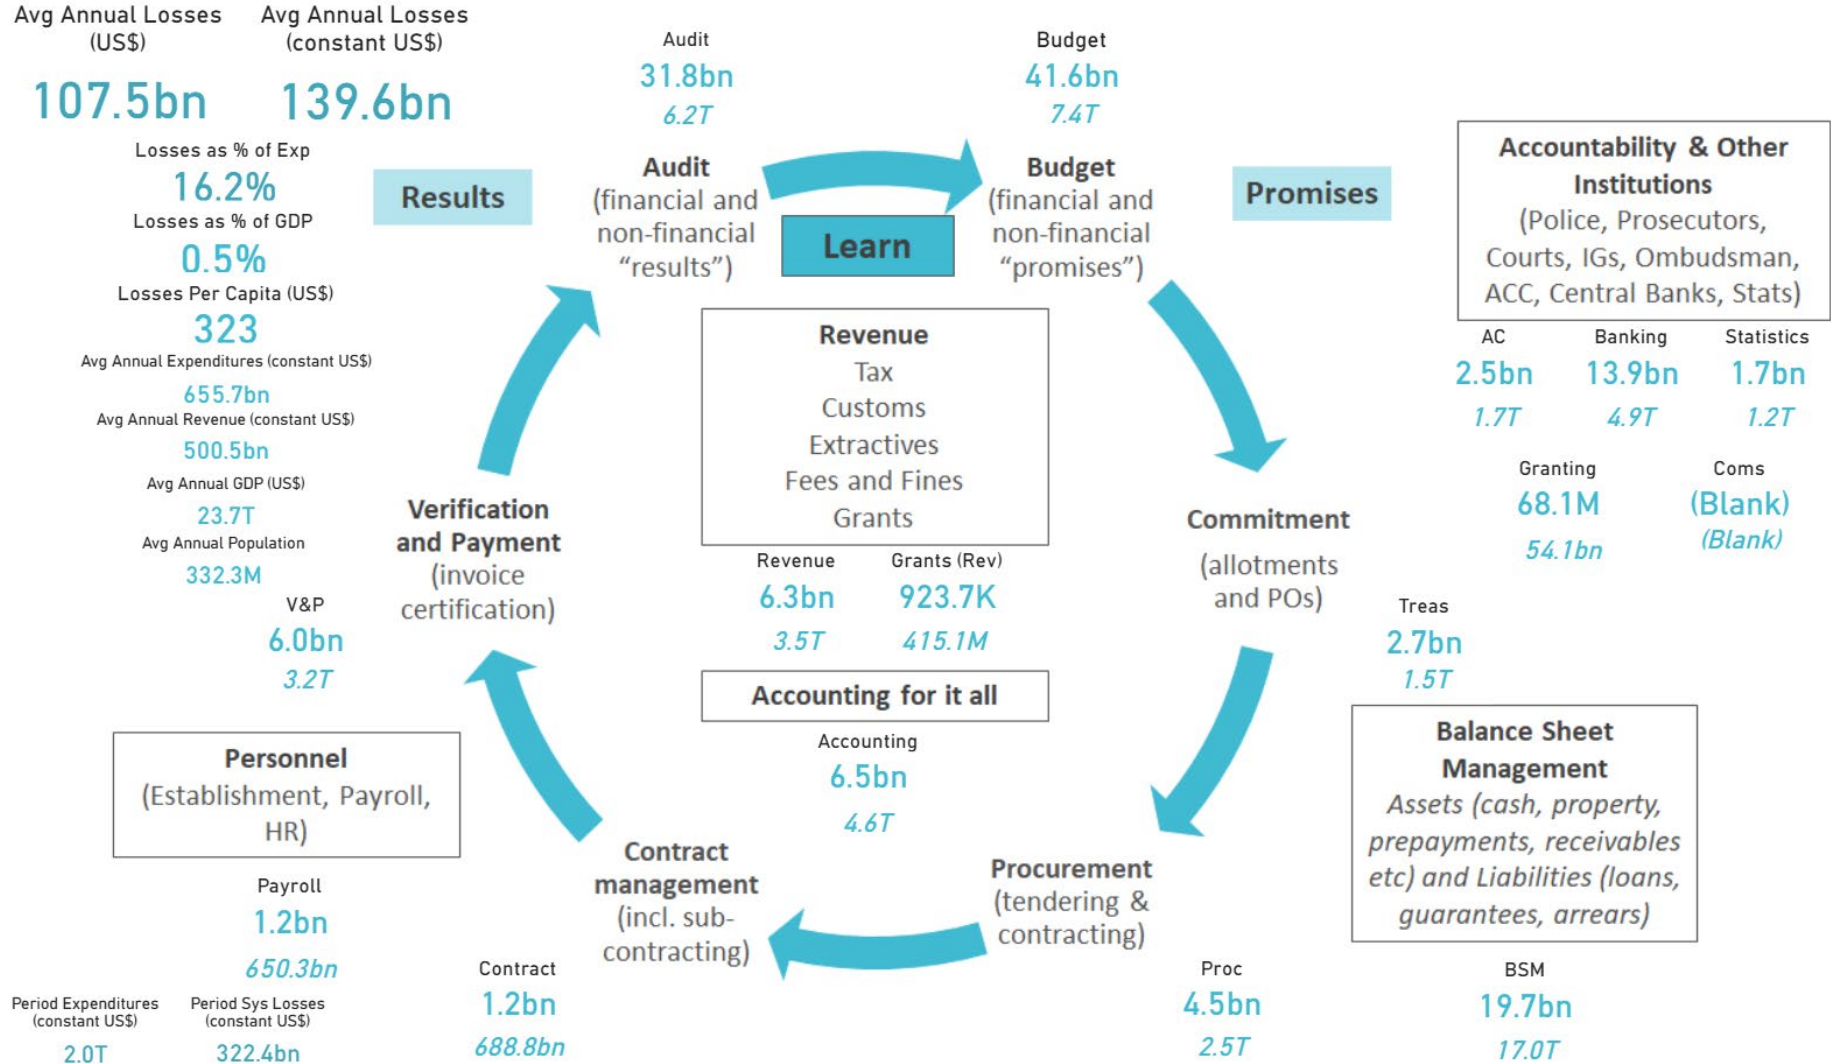 Avg Annual Losses
(US$)
107.5bn
Avg Annual Losses
(constant US$)
139.6bn
Losses as % of Exp
16.2%
Losses as % of GDP
0.5%
Losses Per Capita (US$)
323
Avg Annual Expenditures (constant US$)
655.7bn
Avg Annual Revenue (constant US$)
500.5bn
Avg Annual GDP (US$)
23.7T
Avg Annual Population
332.3M
Results
Audit
31.8bn
6.2T
Audit
(financial and
non-financial
“results”)
Learn
Budget
41.6bn
7.4T
Budget
(financial and
non-financial
“promises”)
Promises
Accountability & Other
Institutions
(Police, Prosecutors,
Courts, IGs, Ombudsman,
ACC, Central Banks, Stats)
AC
2.5bn
1.7T
Banking
13.9bn
4.9T
Statistics
1.7bn
1.2T
Granting
68.1M
54.1bn
Coms
(Blank)
(Blank)
Revenue
Tax
Customs
Extractives
Fees and Fines
Grants
Revenue
6.3bn
3.5T
Grants (Rev)
923.7K
415.1M
Accounting for it all
Accounting
6.5bn
4.6T
Commitment
(allotments
and POs)
Treas
2.7bn
1.5T
Balance Sheet
Management
Assets (cash, property,
prepayments, receivables
etc) and Liabilities (loans,
guarantees, arrears)
BSM
19.7bn
17.0T
Procurement
(tendering &
contracting)
Proc
4.5bn
2.5T
Contract
management
(incl. sub-
contracting)
Contract
1.2bn
688.8bn
Verification
and Payment
(invoice
certification)
V&P
6.0bn
3.2T
Personnel
(Establishment, Payroll,
HR)
Payroll
1.2bn
650.3bn
Period Expenditures
(constant US$)
2.0T
Period Sys Losses
(constant US$)
322.4bn